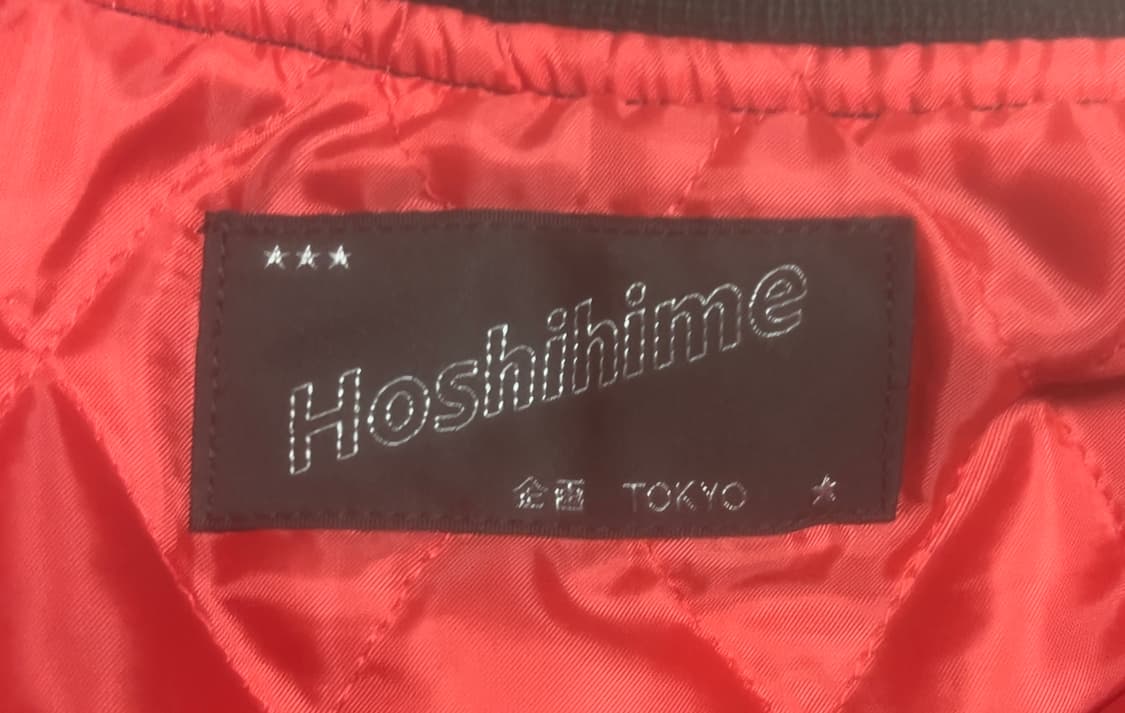 ★★★
Hoshihime
企画 TOKYO ★